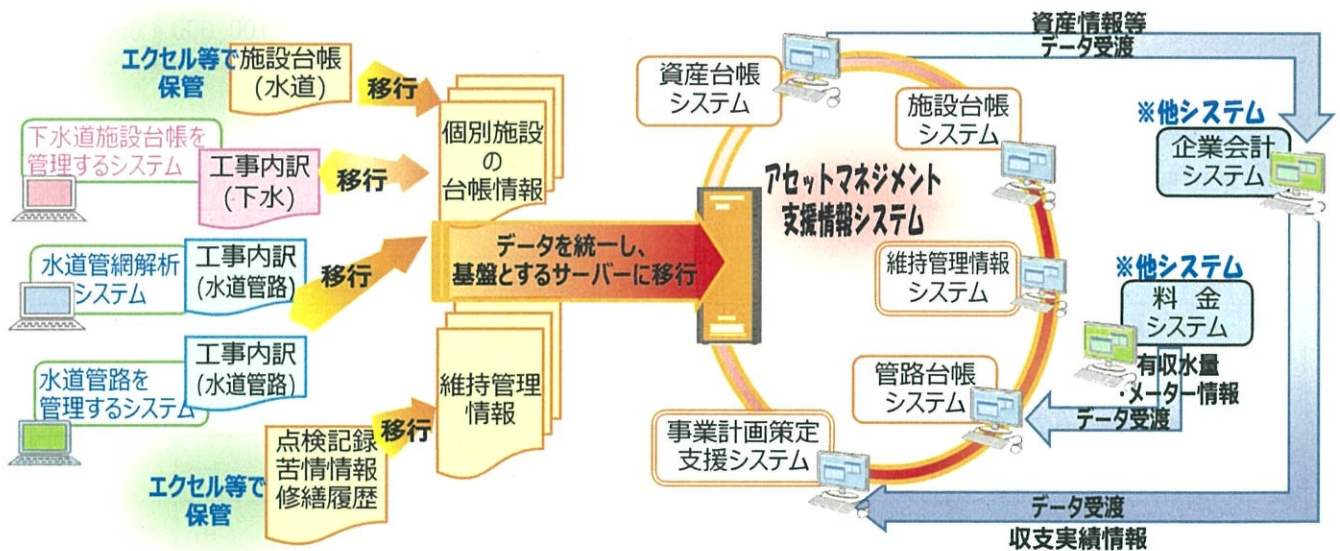 エクセル等で
保管
施設台帳
(水道)
移行
下水道施設台帳を
管理するシステム
工事内訳
(下水)
移行
水道管網解析
システム
工事内訳
(水道管路)
移行
水道管路を
管理するシステム
工事内訳
(水道管路)
エクセル等で
保管
点検記録
苦情情報
修繕履歴
移行
個別施設
の
台帳情報
データを統一し、
基盤とするサーバーに移行
維持管理
情報
資産台帳
システム
施設台帳
システム
アセットマネジメント
支援情報システム
維持管理情報
システム
管路台帳
システム
事業計画策定
支援システム
資産情報等
データ受渡
※他システム
企業会計
システム
※他システム
料金
システム
有収水量
・メーター情報
データ受渡
データ受渡
収支実績情報